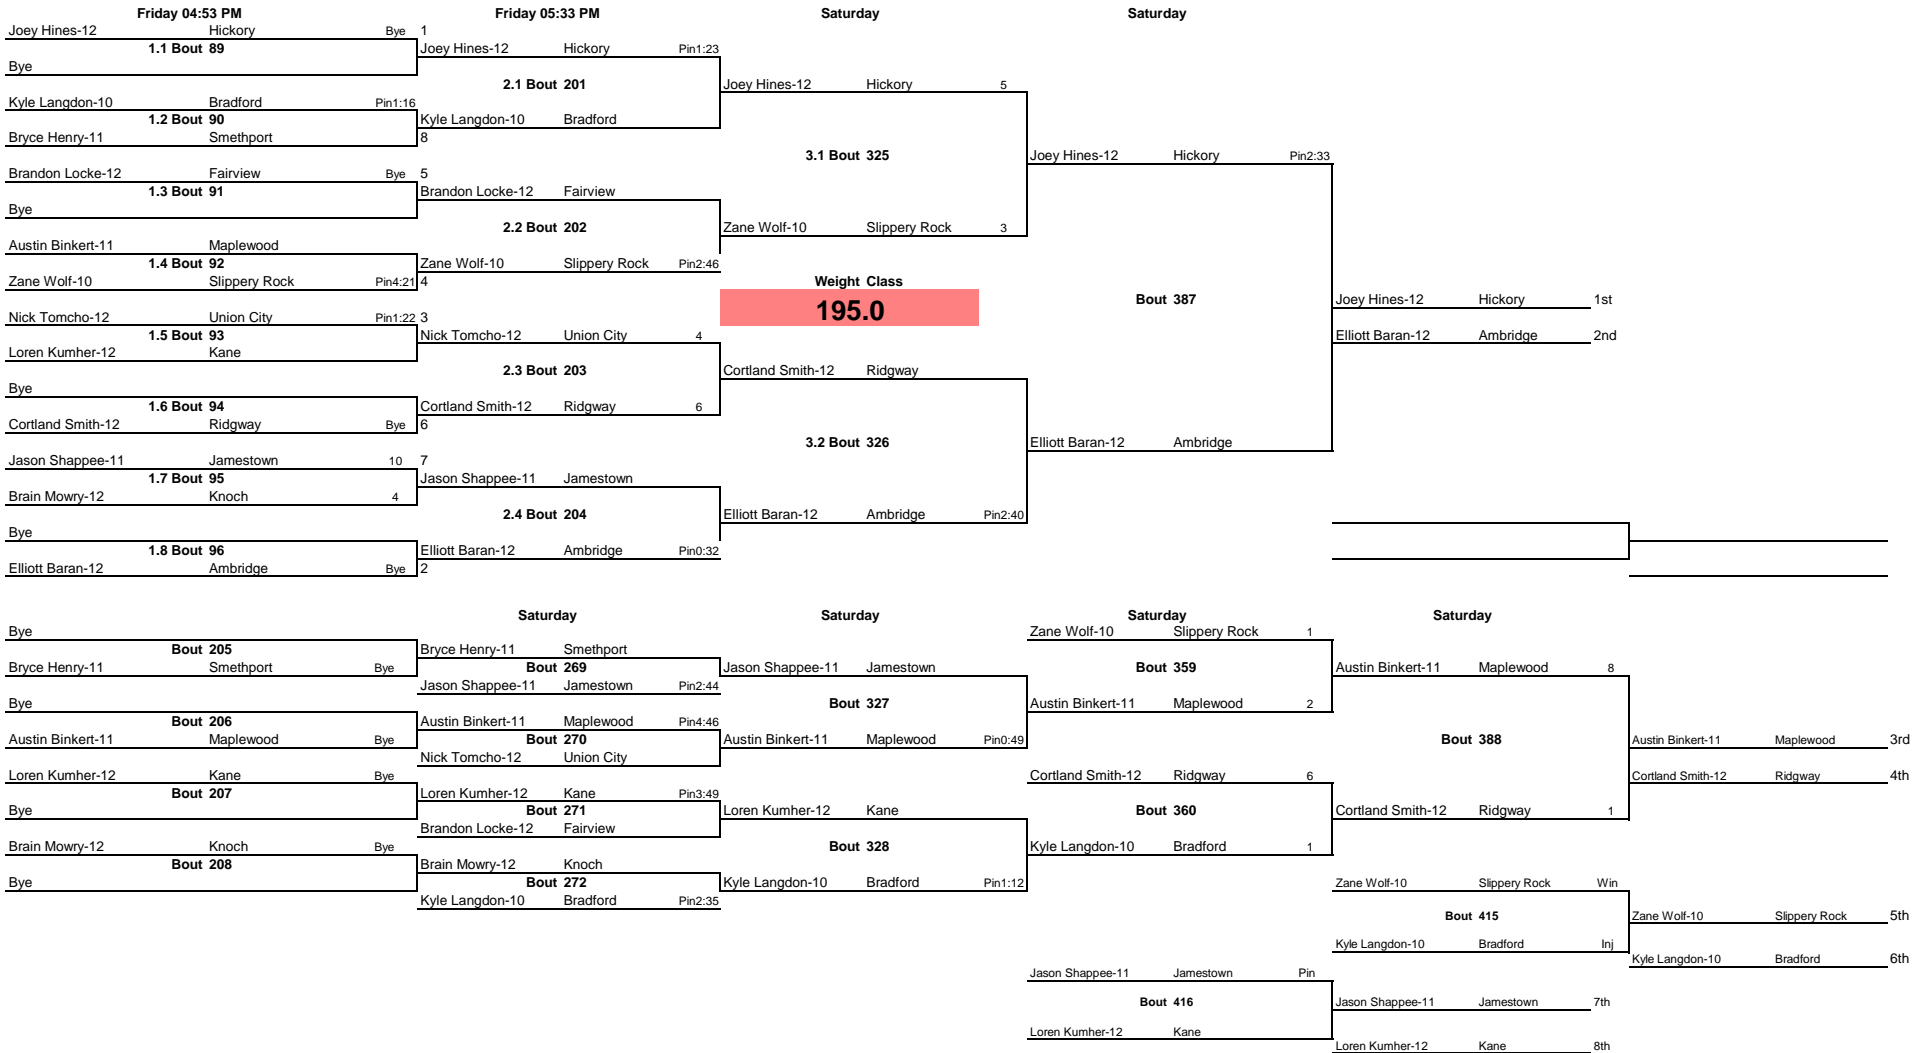 Friday 04:53 PM Friday 05:33 PM Saturday Saturday
Joey Hines-12 Hickory Bye 1
1.1 Bout 89 Joey Hines-12 Hickory Pin1:23
Bye
2.1 Bout 201 Joey Hines-12 Hickory 5
Kyle Langdon-10 Bradford Pin1:16
1.2 Bout 90 Kyle Langdon-10 Bradford
Bryce Henry-11 Smethport 8
3.1 Bout 325 Joey Hines-12 Hickory Pin2:33
Brandon Locke-12 Fairview Bye 5
1.3 Bout 91 Brandon Locke-12 Fairview
Bye
2.2 Bout 202 Zane Wolf-10 Slippery Rock 3
Austin Binkert-11 Maplewood
1.4 Bout 92 Zane Wolf-10 Slippery Rock Pin2:46
Zane Wolf-10 Slippery Rock Pin4:21 4 Weight Class
Bout 387 Joey Hines-12 Hickory 1st
195.0
Nick Tomcho-12 Union City Pin1:22 3
1.5 Bout 93 Nick Tomcho-12 Union City 4 Elliott Baran-12 Ambridge 2nd
Loren Kumher-12 Kane
2.3 Bout 203 Cortland Smith-12 Ridgway
Bye
1.6 Bout 94 Cortland Smith-12 Ridgway 6
Cortland Smith-12 Ridgway Bye 6
3.2 Bout 326 Elliott Baran-12 Ambridge
Jason Shappee-11 Jamestown 10 7
1.7 Bout 95 Jason Shappee-11 Jamestown
Brain Mowry-12 Knoch 4
2.4 Bout 204 Elliott Baran-12 Ambridge Pin2:40
Bye
1.8 Bout 96 Elliott Baran-12 Ambridge Pin0:32
Elliott Baran-12 Ambridge Bye 2
Saturday Saturday Saturday Saturday
Bye Zane Wolf-10 Slippery Rock 1
Bout 205 Bryce Henry-11 Smethport
Bryce Henry-11 Smethport Bye Bout 269 Jason Shappee-11 Jamestown Bout 359 Austin Binkert-11 Maplewood 8
Jason Shappee-11 Jamestown Pin2:44
Bye Bout 327 Austin Binkert-11 Maplewood 2
Bout 206 Austin Binkert-11 Maplewood Pin4:46
Austin Binkert-11 Maplewood Bye Bout 270 Austin Binkert-11 Maplewood Pin0:49 Bout 388 Austin Binkert-11 Maplewood 3rd
Nick Tomcho-12 Union City
Loren Kumher-12 Kane Bye Cortland Smith-12 Ridgway 6 Cortland Smith-12 Ridgway 4th
Bout 207 Loren Kumher-12 Kane Pin3:49
Bye Bout 271 Loren Kumher-12 Kane Bout 360 Cortland Smith-12 Ridgway 1
Brandon Locke-12 Fairview
Brain Mowry-12 Knoch Bye Bout 328 Kyle Langdon-10 Bradford 1
Bout 208 Brain Mowry-12 Knoch
Bye Bout 272 Kyle Langdon-10 Bradford Pin1:12 Zane Wolf-10 Slippery Rock Win
Kyle Langdon-10 Bradford Pin2:35
Bout 415 Zane Wolf-10 Slippery Rock 5th
Kyle Langdon-10 Bradford Inj
Kyle Langdon-10 Bradford 6th
Jason Shappee-11 Jamestown Pin
Bout 416 Jason Shappee-11 Jamestown 7th
Loren Kumher-12 Kane
Loren Kumher-12 Kane 8th